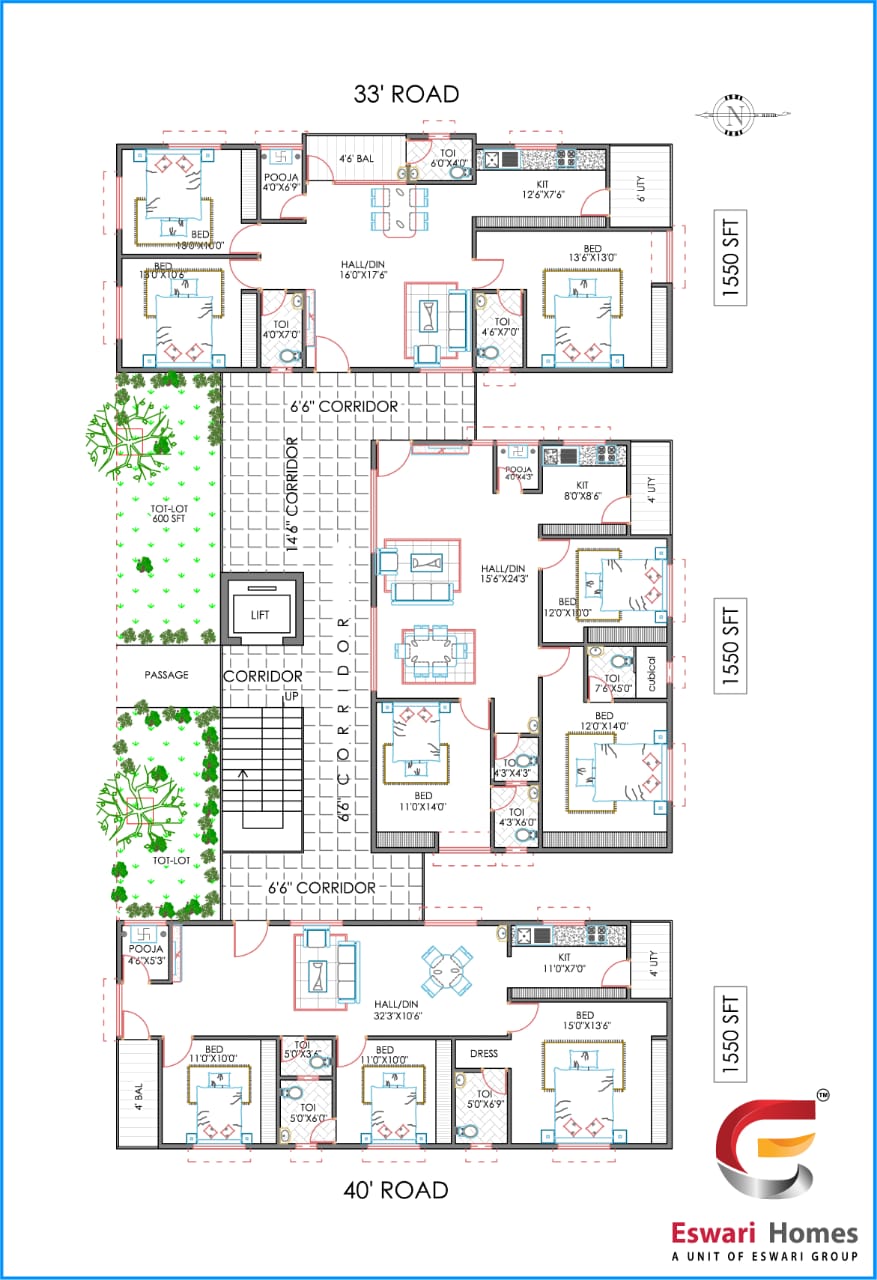 33' ROAD
N
4'6' BAL
TOI
6'0"X4'0"
POOJA
4'0"X6'9"
KIT
12'6"X7'6"
6' UTY
BED
13'0"X10'0"
HALL/DIN
16'0"X17'6"
BED
13'6"X13'0"
1550 SFT
BED
13'0"X10'6
TOI
4'0"X7'0"
TOI
4'6"X7'0"
6'6" CORRIDOR
14'6" CORRIDOR
POOJA
4'0"X4'3"
KIT
8'0"X8'6"
4' UTY
TOT-LOT
600 SFT
HALL/DIN
15'6"X24'3"
BED
12'0"X10'0"
LIFT
1550 SFT
6'6" CORRIDOR
PASSAGE
CORRIDOR
UP
TOI
7'6"X5'0"
cubical
BED
12'0"X14'0"
TOI
4'3"X4'3"
BED
11'0"X14'0"
TOI
4'3"X6'0"
TOT-LOT
6'6" CORRIDOR
POOJA
4'6"X5'3"
KIT
11'0"X7'0"
4' UTY
HALL/DIN
32'3"X10'6"
BED
15'0"X13'6"
1550 SFT
BED
11'0"X10'0"
TOI
5'0"X3'6"
BED
11'0"X10'0"
DRESS
4' BAL
TOI
5'0"X6'0"
TOI
5'0"X6'9"
40' ROAD
TM
Eswari Homes
A UNIT OF ESWARI GROUP